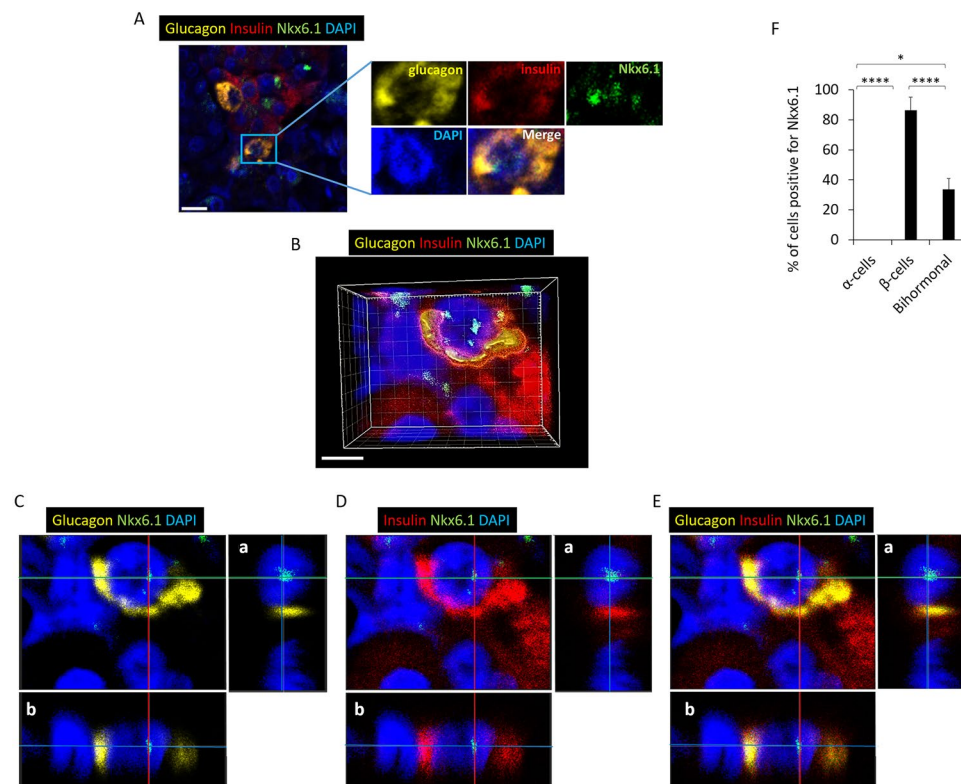 A
Glucagon Insulin Nkx6.1 DAPI
glucagon
insulin
Nkx6.1
DAPI
Merge
B
Glucagon Insulin Nkx6.1 DAPI
C
Glucagon Nkx6.1 DAPI
a
b
D
Insulin Nkx6.1 DAPI
a
b
E
Glucagon Insulin Nkx6.1 DAPI
a
b
F
*
**** ****
% of cells positive for Nkx6.1
100
80
60
40
20
0
α-cells
β-cells
Bihormonal